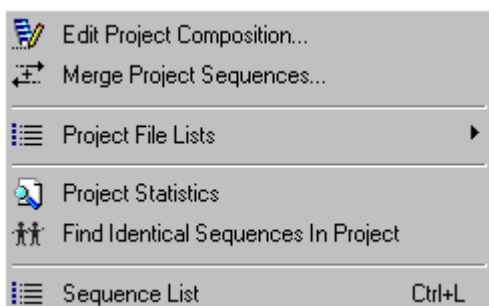 Edit Project Composition...
Merge Project Sequences...
Project File Lists
Project Statistics
Find Identical Sequences In Project
Sequence List Ctrl+L